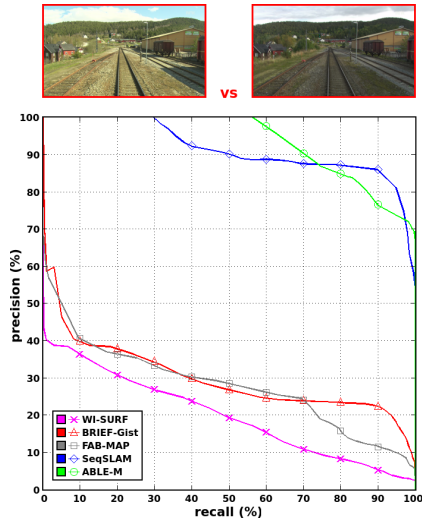 vs
precision (%)
100
90
80
70
60
50
40
30
20
10
0
WI-SURF
BRIEF-Gist
FAB-MAP
SeqSLAM
ABLE-M
0 10 20 30 40 50 60 70 80 90 100
recall (%)